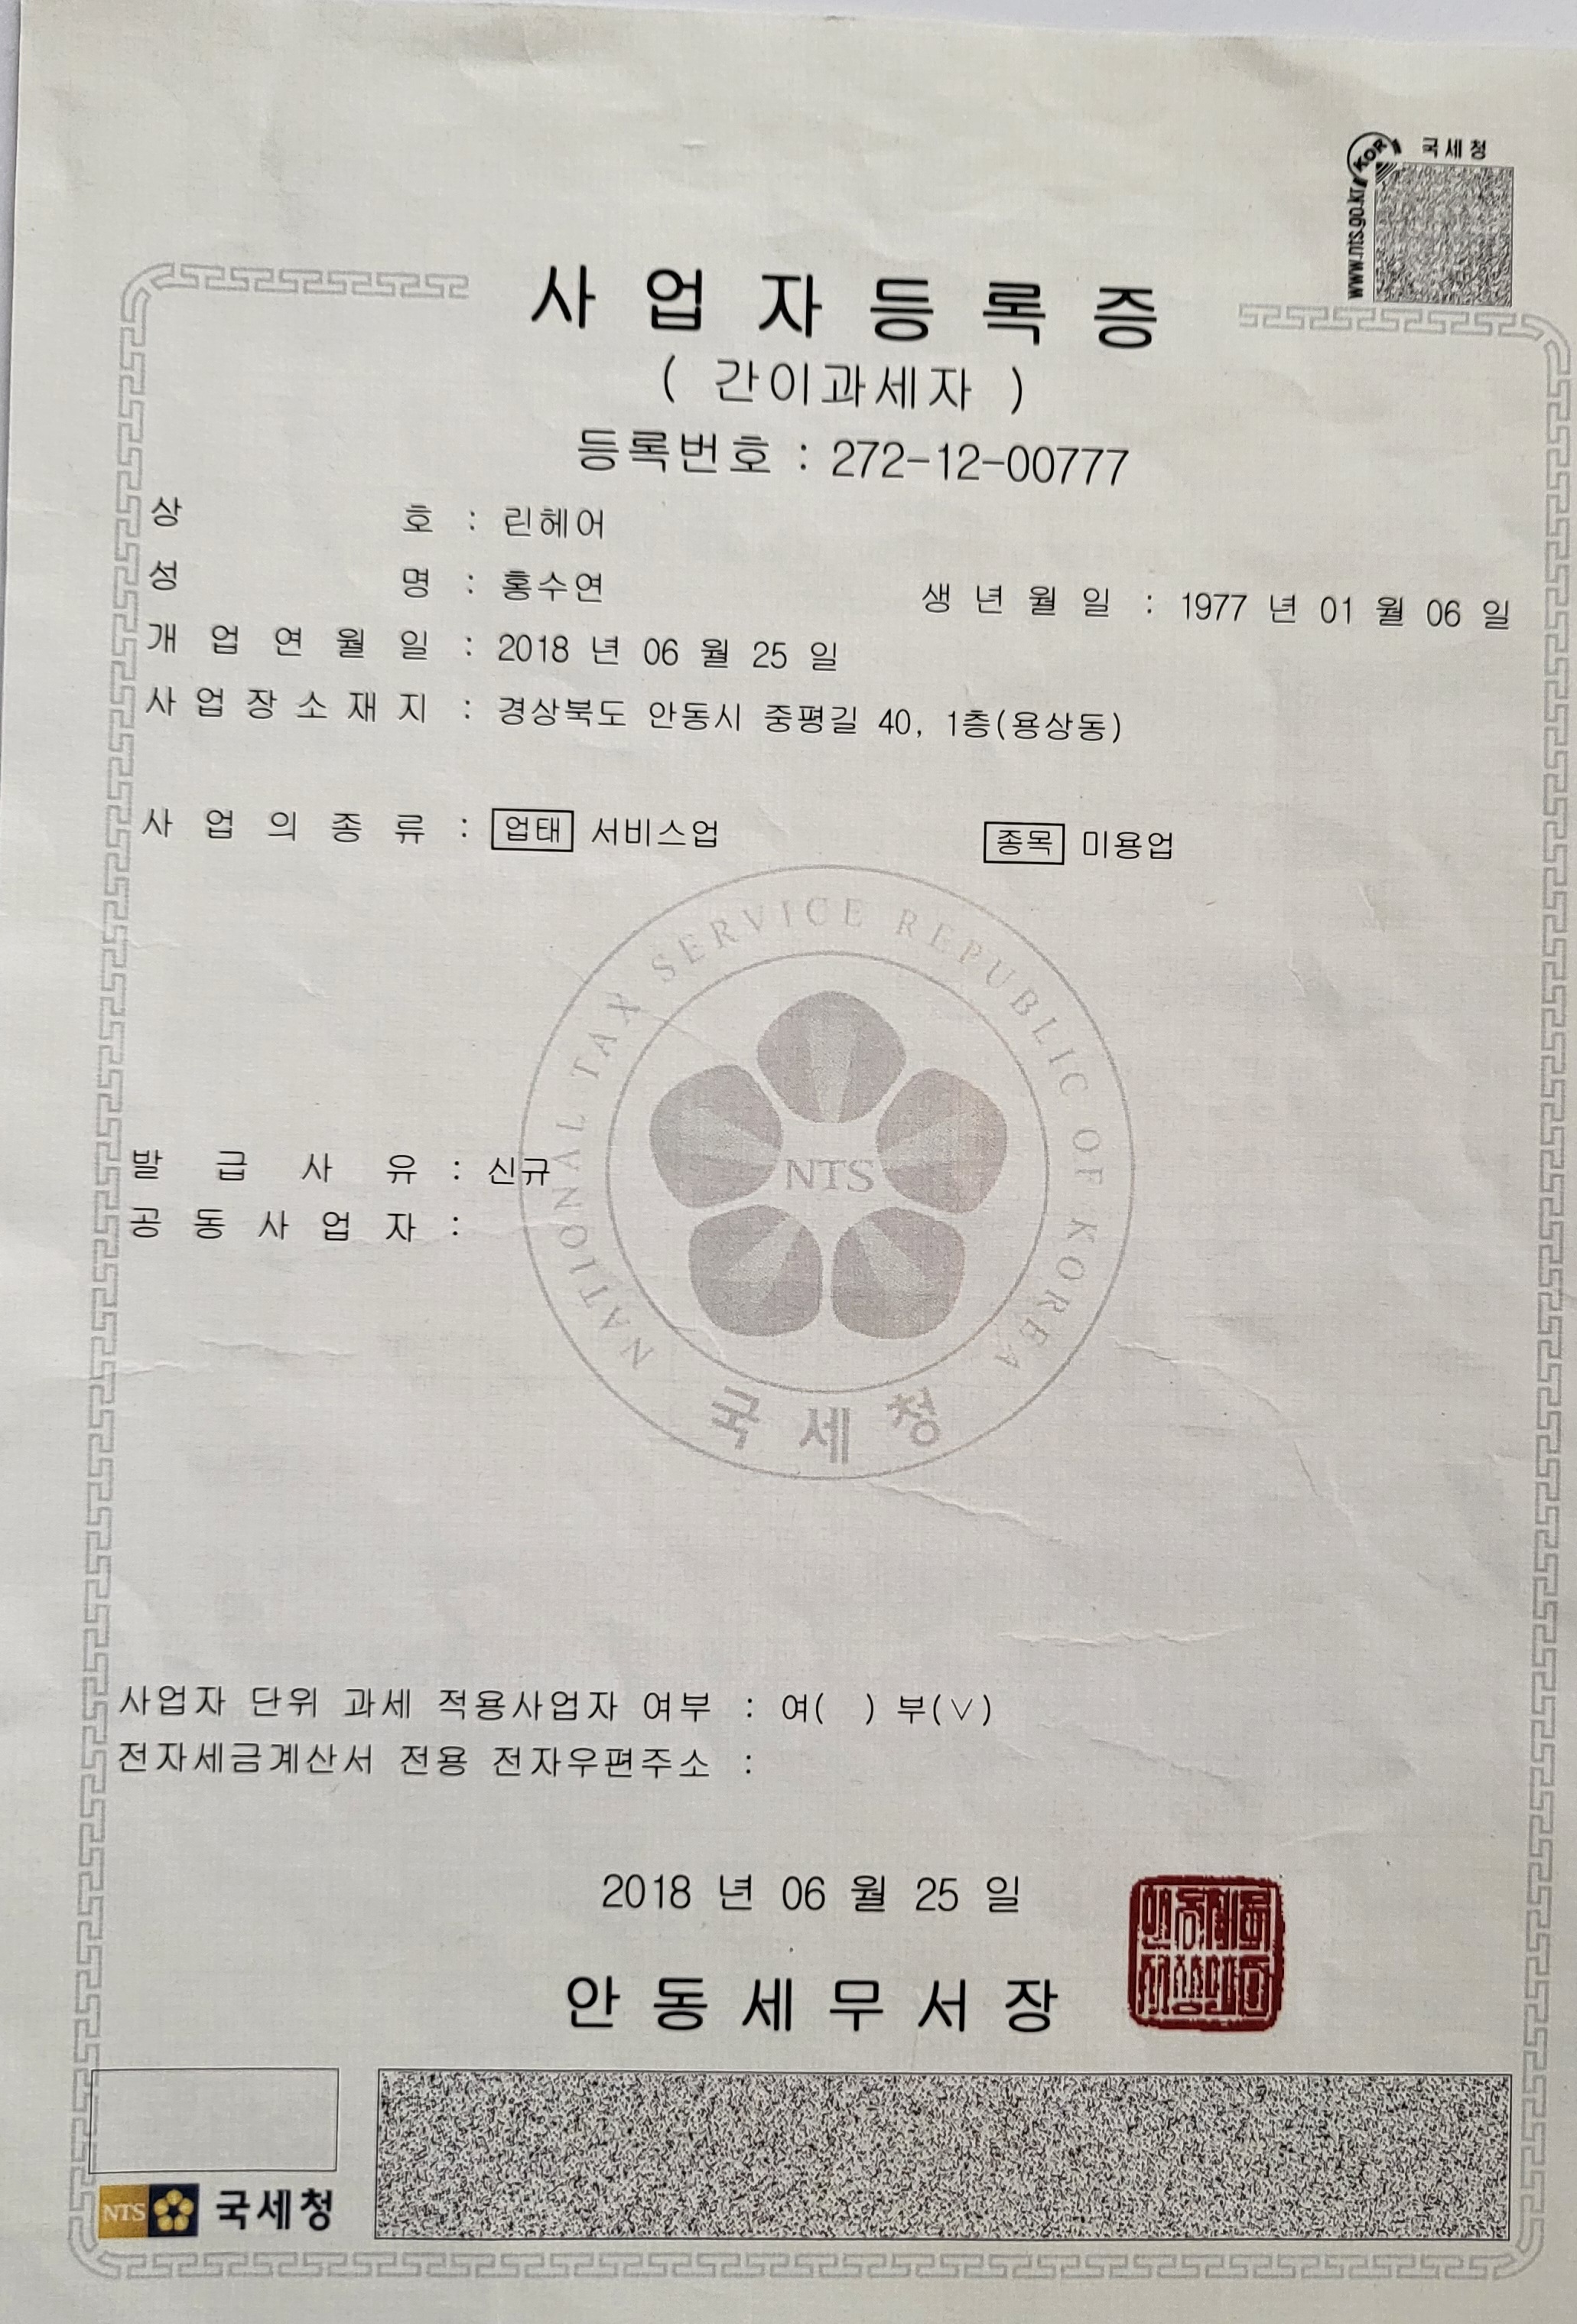 국세청
KOR
www.nts.go.kr
사업자등록증
( 간이과세자 )
등록번호 : 272-12-00777
상호 : 린헤어
성명 : 홍수연 생년월일 : 1977 년 01 월 06 일
개업연월일 : 2018 년 06 월 25 일
사업장소재지 : 경상북도 안동시 중평길 40, 1층(용상동)
사업의종류 : 업태 서비스업 종목 미용업
NATIONAL TAX SERVICE REPUBLIC OF KOREA
NTS
발급사유 : 신규
공동사업자 :
국세청
사업자 단위 과세 적용사업자 여부 : 여( ) 부(∨)
전자세금계산서 전용 전자우편주소 :
2018 년 06 월 25 일
안동세무서장
NTS 국세청